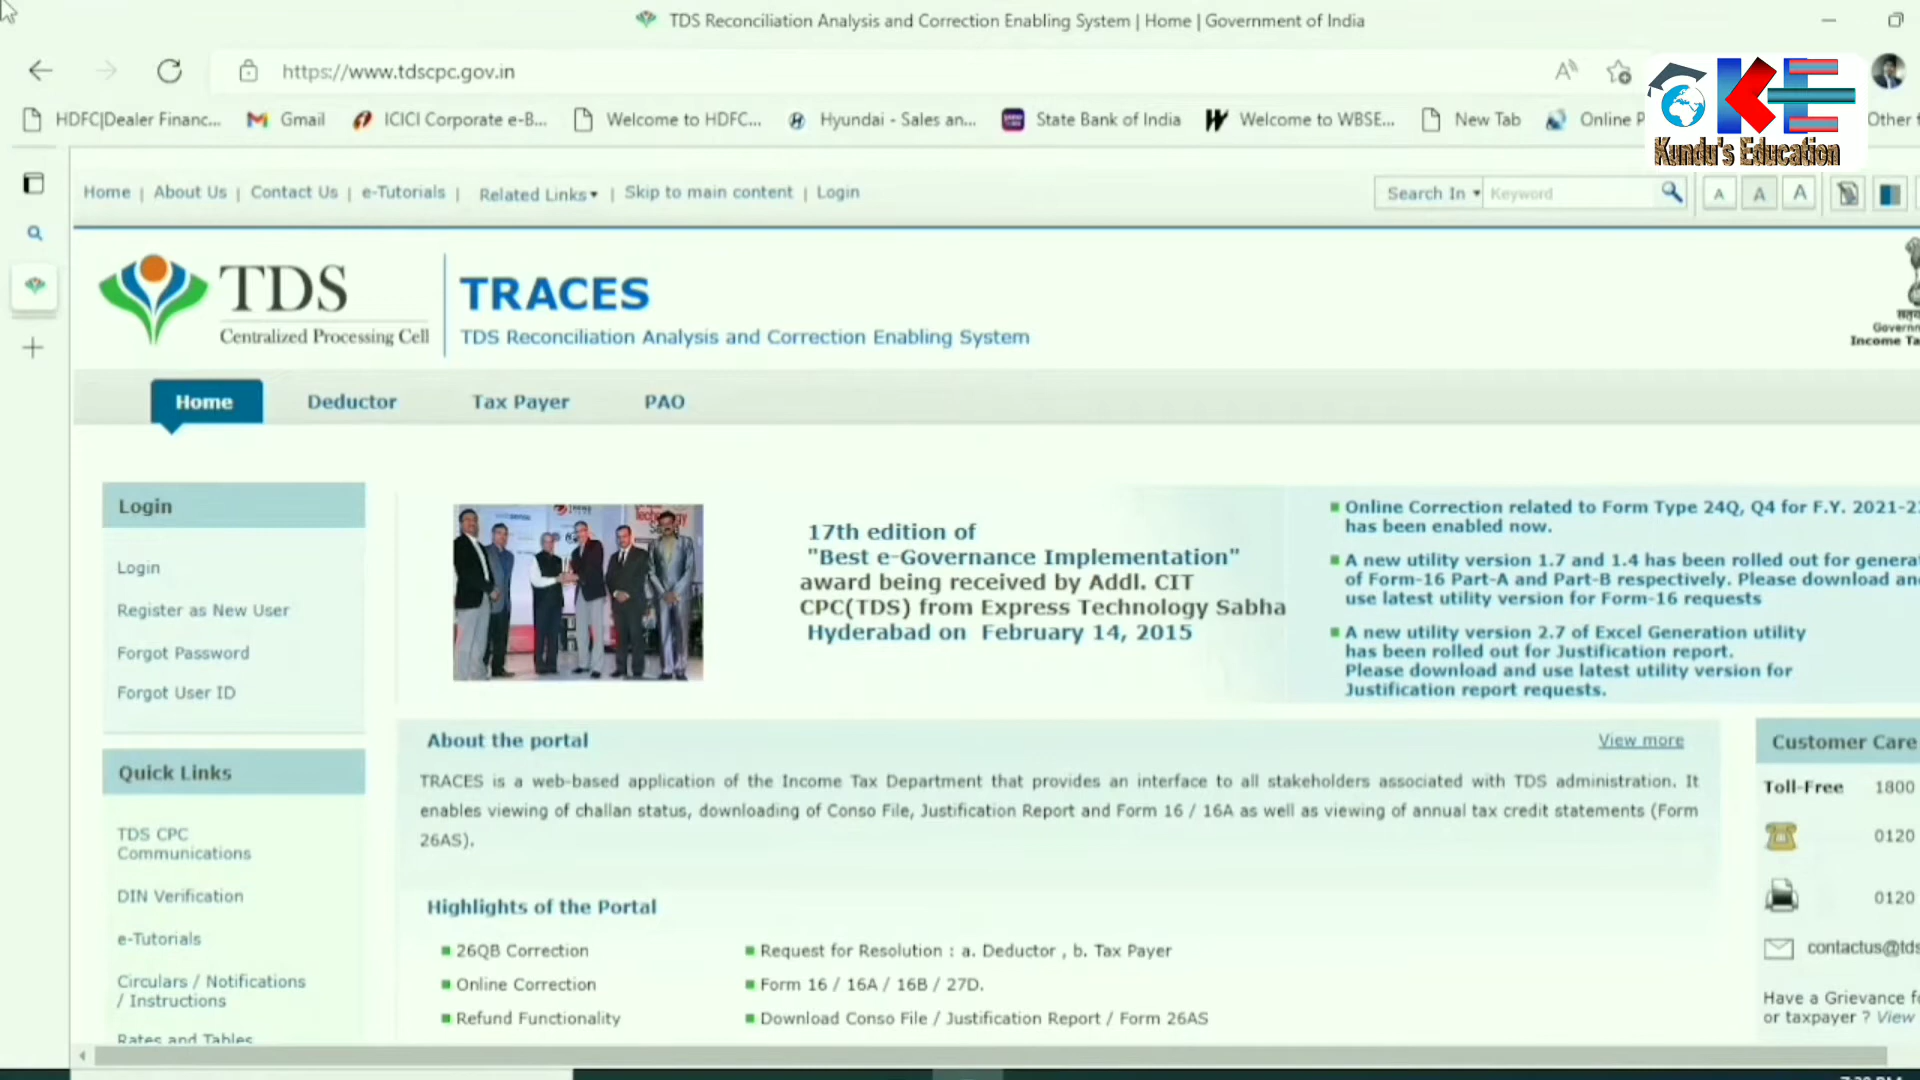 TDS Reconciliation Analysis and Correction Enabling System | Home | Government of India
https://www.tdscpc.gov.in
HDFC|Dealer Financ...
Gmail
ICICI Corporate e-B...
Welcome to HDFC...
Hyundai - Sales an...
State Bank of India
Welcome to WBSE...
New Tab
Online
Other
KE
Kundu's Education
Home | About Us | Contact Us | e-Tutorials | Related Links | Skip to main content | Login
Search In
Keyword
A A A
TDS
Centralized Processing Cell
TRACES
TDS Reconciliation Analysis and Correction Enabling System
Income
Home
Deductor
Tax Payer
PAO
Login
Login
Register as New User
Forgot Password
Forgot User ID
17th edition of
"Best e-Governance Implementation"
award being received by Addl. CIT
CPC(TDS) from Express Technology Sabha
Hyderabad on February 14, 2015
Online Correction related to Form Type 24Q, Q4 for F.Y. 2021-2
has been enabled now.
A new utility version 1.7 and 1.4 has been rolled out for
of Form-16 Part-A and Part-B respectively. Please download
use latest utility version for Form-16 requests
A new utility version 2.7 of Excel Generation utility
has been rolled out for Justification report.
Please download and use latest utility version for
Justification report requests.
Quick Links
TDS CPC
Communications
DIN Verification
e-Tutorials
Circulars / Notifications
/ Instructions
Rates and Tables
About the portal
View more
TRACES is a web-based application of the Income Tax Department that provides an interface to all stakeholders associated with TDS administration. It
enables viewing of challan status, downloading of Conso File, Justification Report and Form 16 / 16A as well as viewing of annual tax credit statements (Form
26AS).
Highlights of the Portal
26QB Correction
Online Correction
Refund Functionality
Request for Resolution : a. Deductor , b. Tax Payer
Form 16 / 16A / 16B / 27D.
Download Conso File / Justification Report / Form 26AS
Customer Care
Toll-Free 1800
0120
0120
contactus@tds
Have a Grievance
or taxpayer ? View